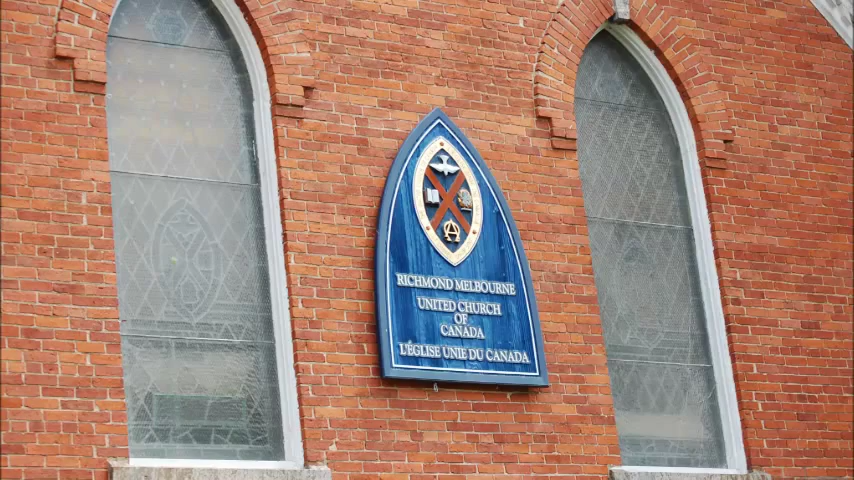 RICHMOND MELBOURNE
UNITED CHURCH
OF
CANADA
L'ÉGLISE UNIE DU CANADA